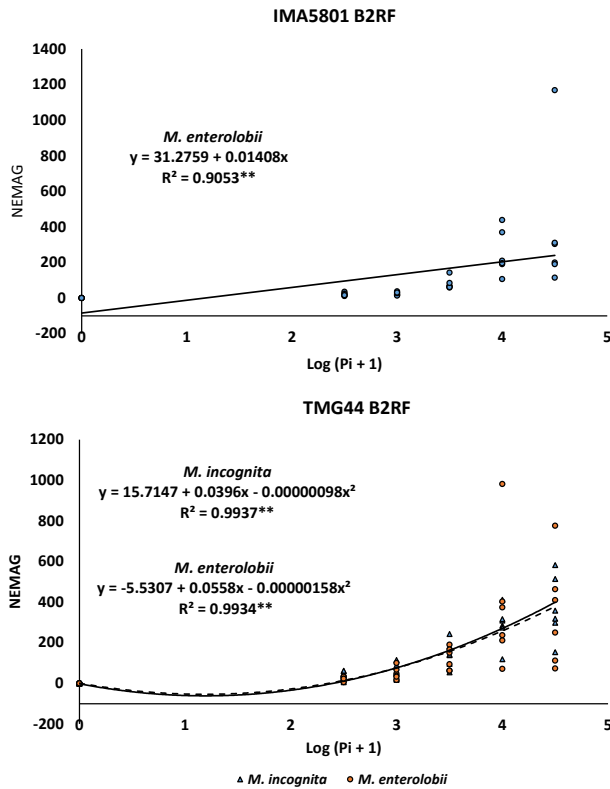 IMA5801 B2RF
1400
1200
1000
800
600
400
200
0
-200
NEMAG
M. enterolobii
y = 31.2759 + 0.01408x
R² = 0.9053**
0 1 2 3 4 5
Log (Pi + 1)
TMG44 B2RF
1200
1000
800
600
400
200
0
-200
NEMAG
M. incognita
y = 15.7147 + 0.0396x - 0.00000098x²
R² = 0.9937**
M. enterolobii
y = -5.5307 + 0.0558x - 0.00000158x²
R² = 0.9934**
0 1 2 3 4 5
Log (Pi + 1)
M. incognita M. enterolobii